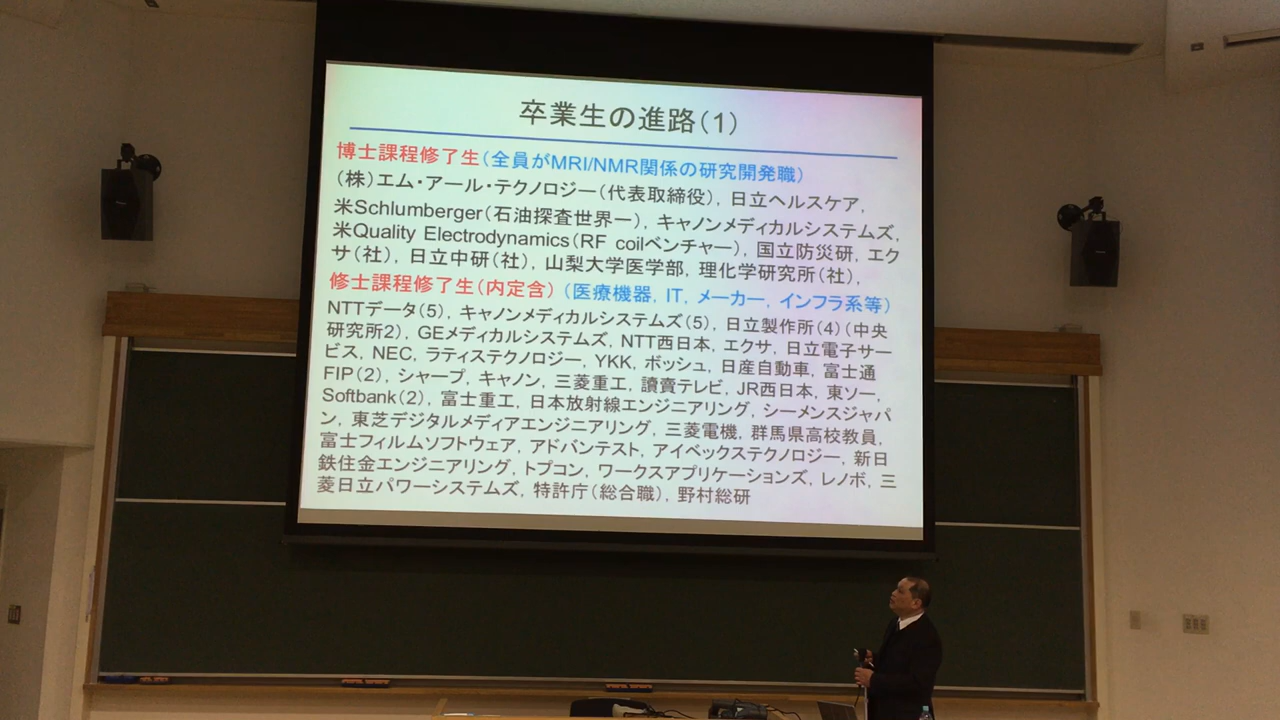 卒業生の進路(1)
博士課程修了生(全員がMRI/NMR関係の研究開発職)
(株)エム・アール・テクノロジー(代表取締役), 日立ヘルスケア,
米Schlumberger(石油探査世界一), キャノンメディカルシステムズ,
米Quality Electrodynamics(RF coilベンチャー), 国立防災研, エク
サ(社), 日立中研(社), 山梨大学医学部, 理化学研究所(社),
修士課程修了生(内定含) (医療機器, IT, メーカー, インフラ系等)
NTTデータ(5), キャノンメディカルシステムズ(5), 日立製作所(4)(中央
研究所2), GEメディカルシステムズ, NTT西日本, エクサ, 日立電子サー
ビス, NEC, ラティステクノロジー, YKK, ボッシュ, 日産自動車, 富士通
FIP(2), シャープ, キャノン, 三菱重工, 讀賣テレビ, JR西日本, 東ソー,
Softbank(2), 富士重工, 日本放射線エンジニアリング, シーメンスジャパ
ン, 東芝デジタルメディアエンジニアリング, 三菱電機, 群馬県高校教員,
富士フィルムソフトウェア, アドバンテスト, アイベックステクノロジー, 新日
鉄住金エンジニアリング, トプコン, ワークスアプリケーションズ, レノボ, 三
菱日立パワーシステムズ, 特許庁(総合職), 野村総研